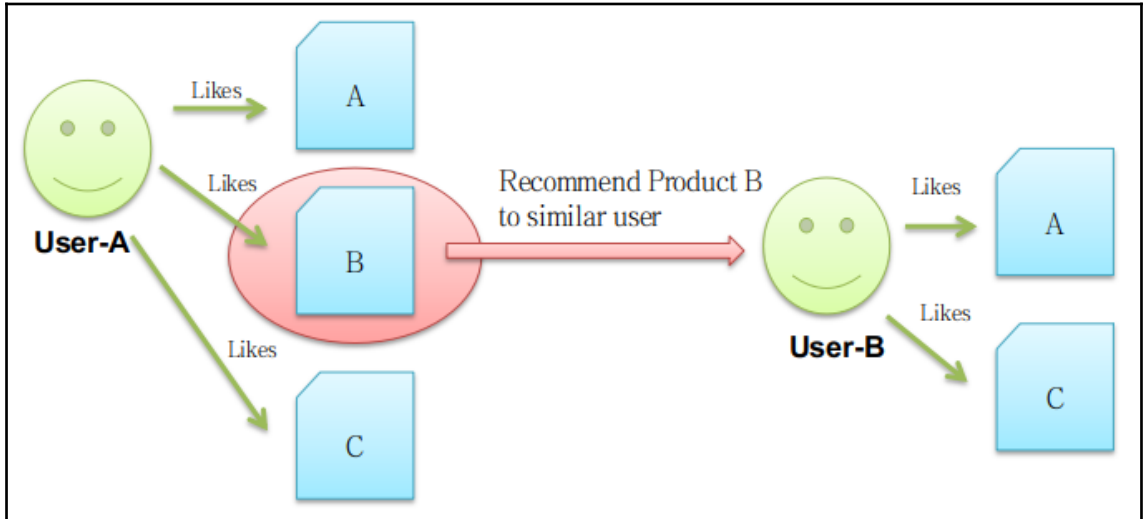 Likes
A
Likes
User-A
B
Likes
C
Recommend Product B
to similar user
User-B
Likes
A
Likes
C